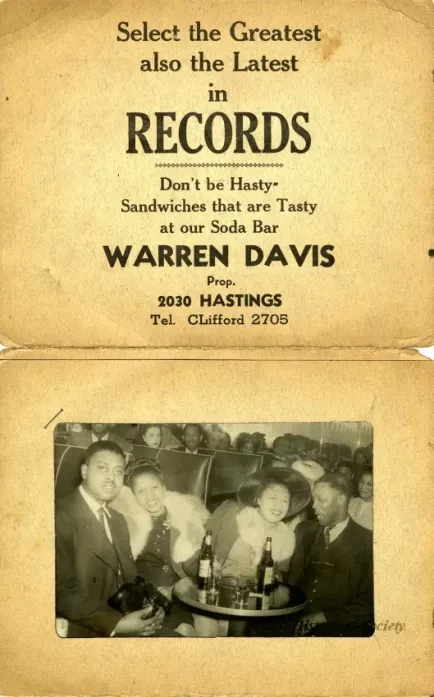 Select the Greatest
also the Latest
in
RECORDS
Don't be Hasty-
Sandwiches that are Tasty
at our Soda Bar
WARREN DAVIS
Prop.
2030 HASTINGS
Tel. CLifford 2705